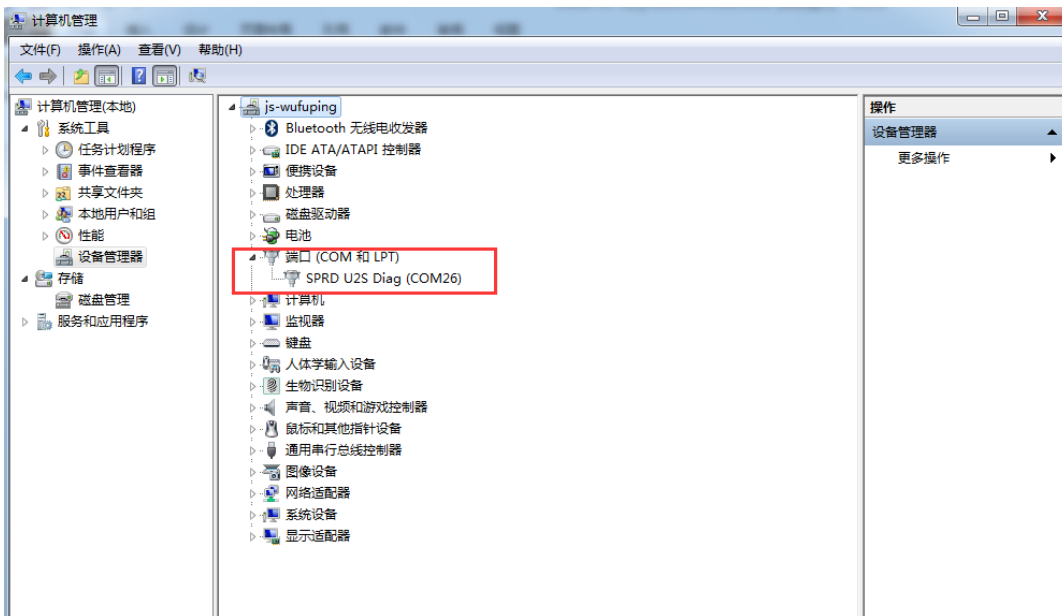 计算机管理
文件(F) 操作(A) 查看(V) 帮助(H)
计算机管理(本地)
系统工具
任务计划程序
事件查看器
共享文件夹
本地用户和组
性能
设备管理器
存储
磁盘管理
服务和应用程序
js-wufuping
Bluetooth 无线电收发器
IDE ATA/ATAPI 控制器
便携设备
处理器
磁盘驱动器
电池
端口 (COM 和 LPT)
SPRD U2S Diag (COM26)
计算机
监视器
键盘
人体学输入设备
生物识别设备
声音、视频和游戏控制器
鼠标和其他指针设备
通用串行总线控制器
图像设备
网络适配器
系统设备
显示适配器
操作
设备管理器
更多操作